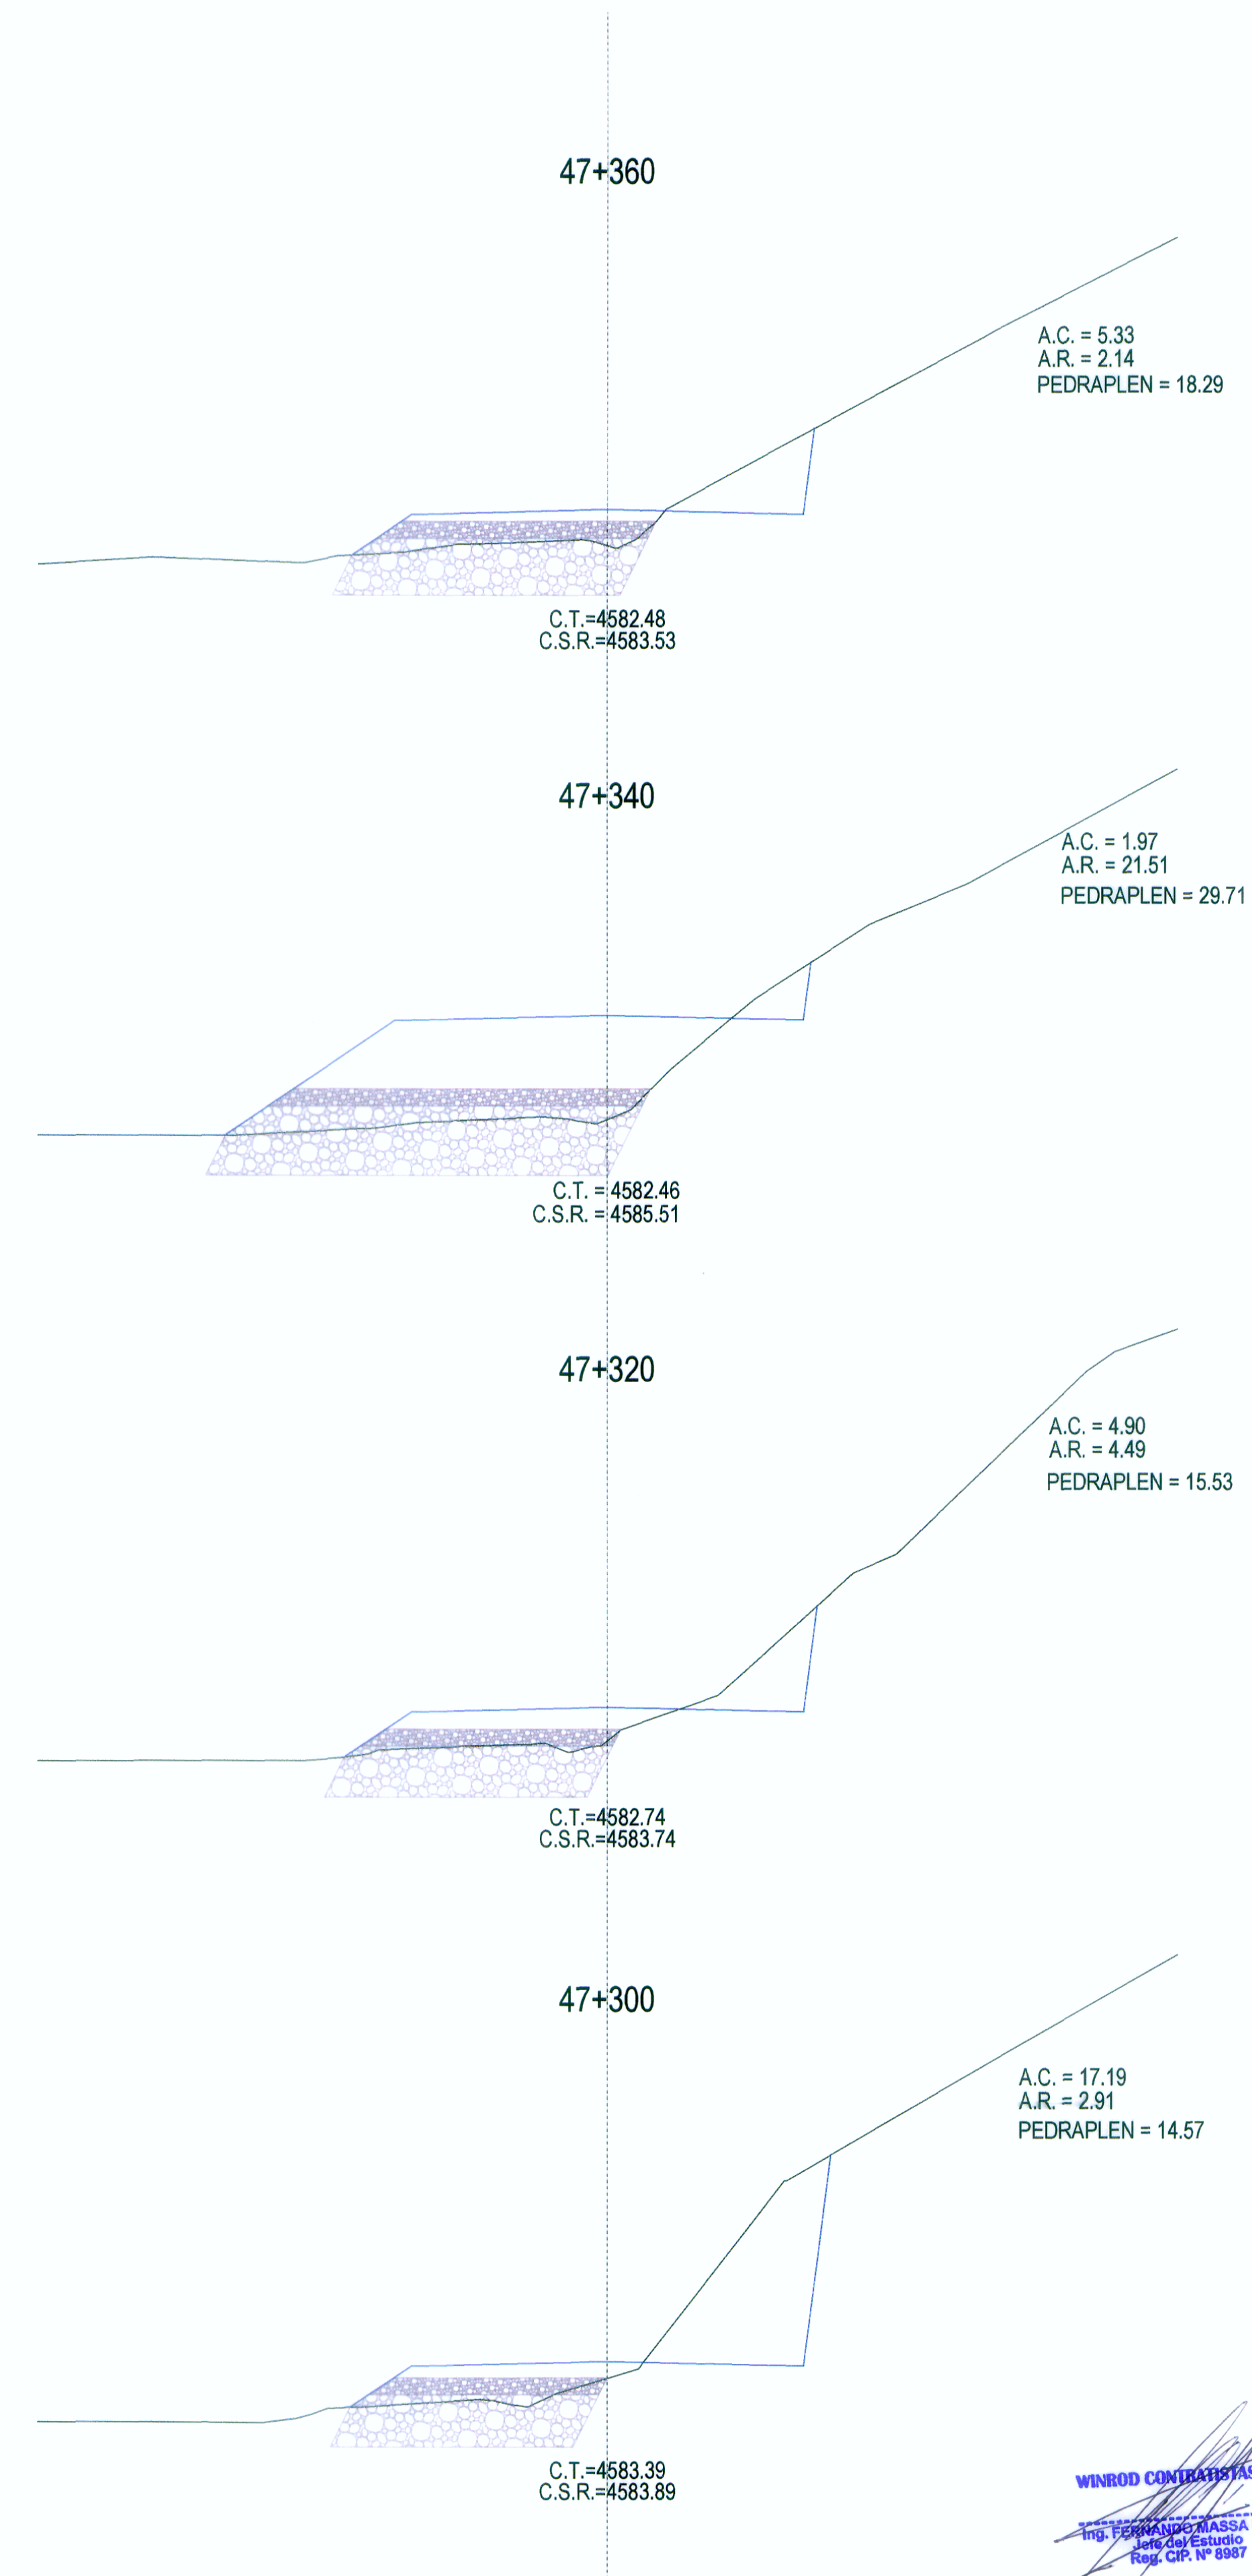 47+360
A.C. = 5.33
A.R. = 2.14
PEDRAPLEN = 18.29
C.T.=4582.48
C.S.R.=4583.53
47+340
A.C. = 1.97
A.R. = 21.51
PEDRAPLEN = 29.71
C.T. = 4582.46
C.S.R. = 4585.51
47+320
A.C. = 4.90
A.R. = 4.49
PEDRAPLEN = 15.53
C.T.=4582.74
C.S.R.=4583.74
47+300
A.C. = 17.19
A.R. = 2.91
PEDRAPLEN = 14.57
C.T.=4583.39
C.S.R.=4583.89
WINROD CONTRATISTAS
Ing. FERNANDO MASSA
Jefe del Estudio
Reg. CIP. Nº 8987